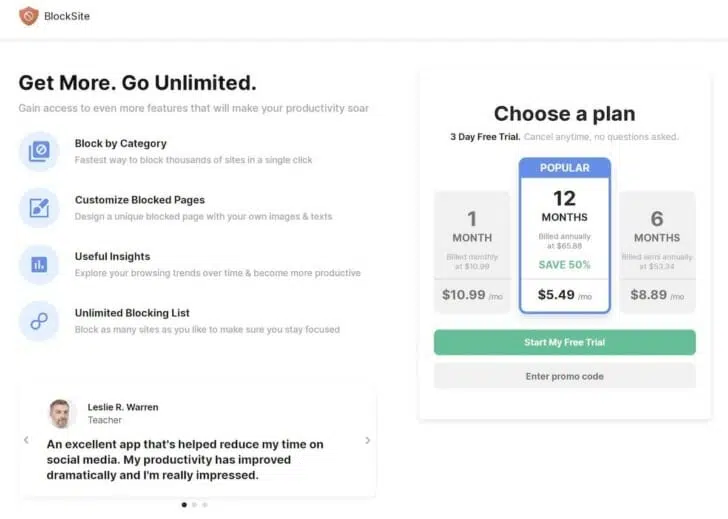 BlockSite
Get More. Go Unlimited.
Gain access to even more features that will make your productivity soar
Block by Category
Fastest way to block thousands of sites in a single click
Customize Blocked Pages
Design a unique blocked page with your own images & texts
Useful Insights
Explore your browsing trends over time & become more productive
Unlimited Blocking List
Block as many sites as you like to make sure you stay focused
Leslie R. Warren
Teacher
An excellent app that's helped reduce my time on
social media. My productivity has improved
dramatically and I'm really impressed.
Choose a plan
3 Day Free Trial. Cancel anytime, no questions asked.
1
MONTH
Billed monthly
at $10.99
$10.99 /mo
POPULAR
12
MONTHS
Billed annually
at $65.88
SAVE 50%
$5.49 /mo
6
MONTHS
Billed semi annually
at $53.34
$8.89 /mo
Start My Free Trial
Enter promo code